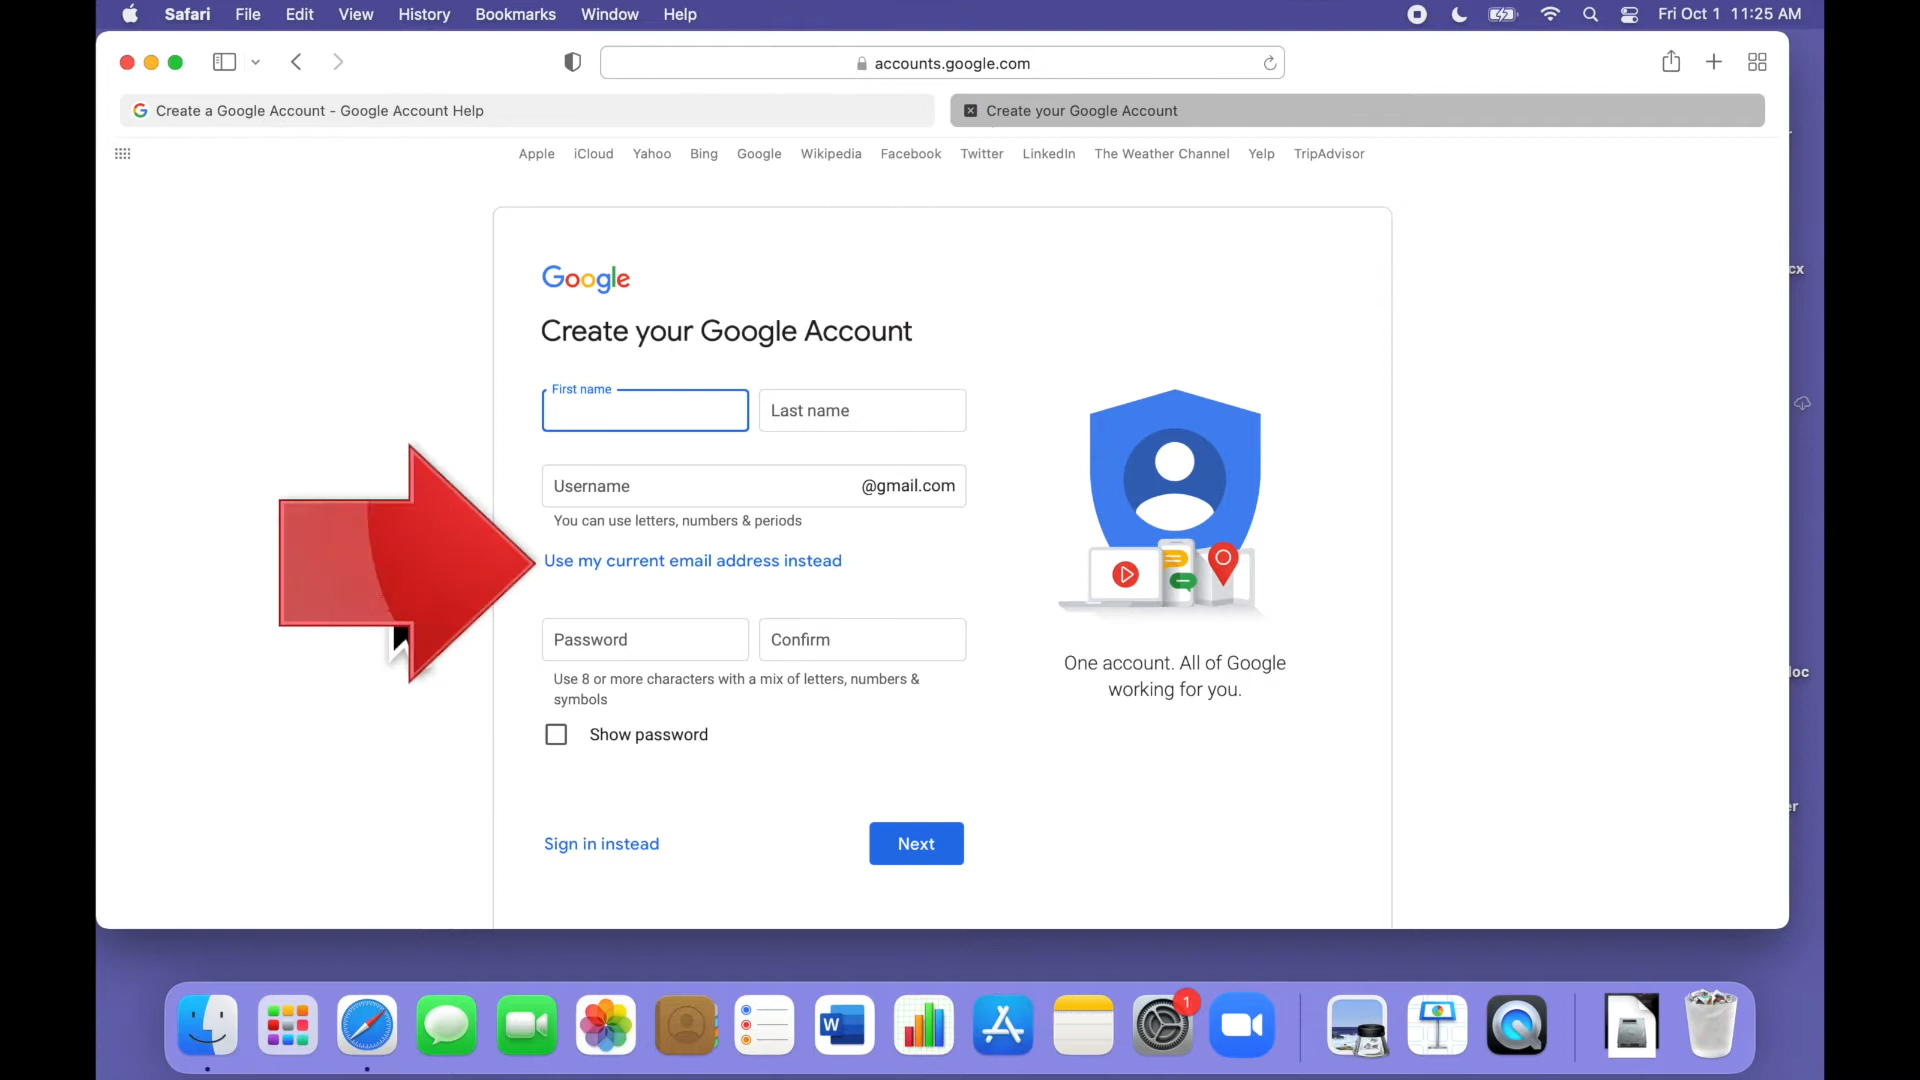 Safari File Edit View History Bookmarks Window Help Fri Oct 1 11:25 AM
accounts.google.com
Create a Google Account - Google Account Help
Create your Google Account
Apple iCloud Yahoo Bing Google Wikipedia Facebook Twitter LinkedIn The Weather Channel Yelp TripAdvisor
Google
Create your Google Account
First name
Last name
Username @gmail.com
You can use letters, numbers & periods
Use my current email address instead
Password
Confirm
Use 8 or more characters with a mix of letters, numbers &
symbols
Show password
Sign in instead
Next
One account. All of Google
working for you.
cx
er
1
W